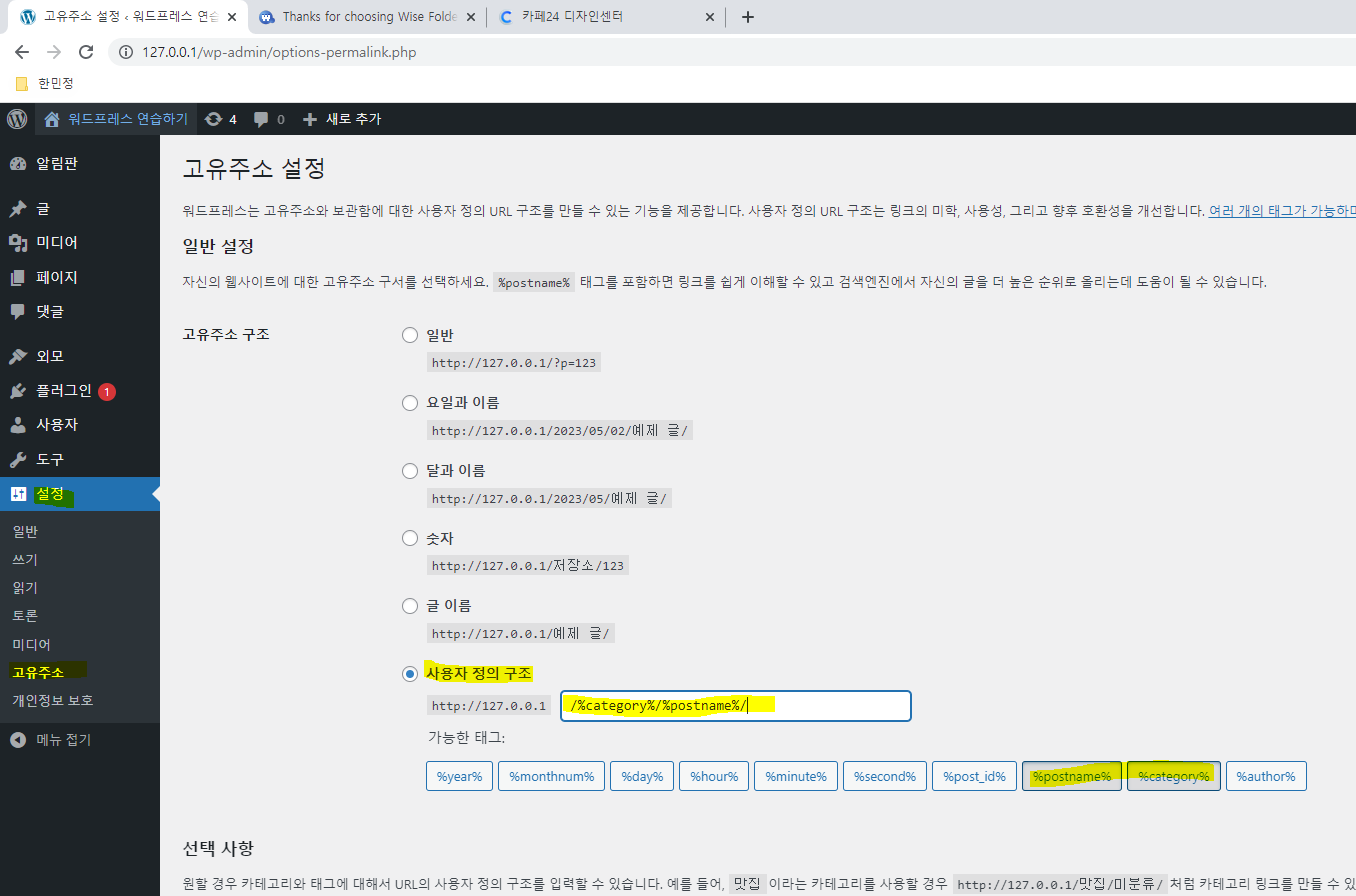 고유주소 설정 ‹ 워드프레스 연습
Thanks for choosing Wise Folde
카페24 디자인센터
127.0.0.1/wp-admin/options-permalink.php
한민정
워드프레스 연습하기 4 0 새로 추가
알림판
글
미디어
페이지
댓글
외모
플러그인 1
사용자
도구
설정
일반
쓰기
읽기
토론
미디어
고유주소
개인정보 보호
메뉴 접기
고유주소 설정
워드프레스는 고유주소와 보관함에 대한 사용자 정의 URL 구조를 만들 수 있는 기능을 제공합니다. 사용자 정의 URL 구조는 링크의 미학, 사용성, 그리고 향후 호환성을 개선합니다. 여러 개의 태그가 가능하며
일반 설정
자신의 웹사이트에 대한 고유주소 구서를 선택하세요. %postname% 태그를 포함하면 링크를 쉽게 이해할 수 있고 검색엔진에서 자신의 글을 더 높은 순위로 올리는데 도움이 될 수 있습니다.
고유주소 구조
일반
http://127.0.0.1/?p=123
요일과 이름
http://127.0.0.1/2023/05/02/예제 글/
달과 이름
http://127.0.0.1/2023/05/예제 글/
숫자
http://127.0.0.1/저장소/123
글 이름
http://127.0.0.1/예제 글/
사용자 정의 구조
http://127.0.0.1 /%category%/%postname%/
가능한 태그:
%year% %monthnum% %day% %hour% %minute% %second% %post_id% %postname% %category% %author%
선택 사항
원할 경우 카테고리와 태그에 대해서 URL의 사용자 정의 구조를 입력할 수 있습니다. 예를 들어, 맛집 이라는 카테고리를 사용할 경우 http://127.0.0.1/맛집/미분류/ 처럼 카테고리 링크를 만들 수 있